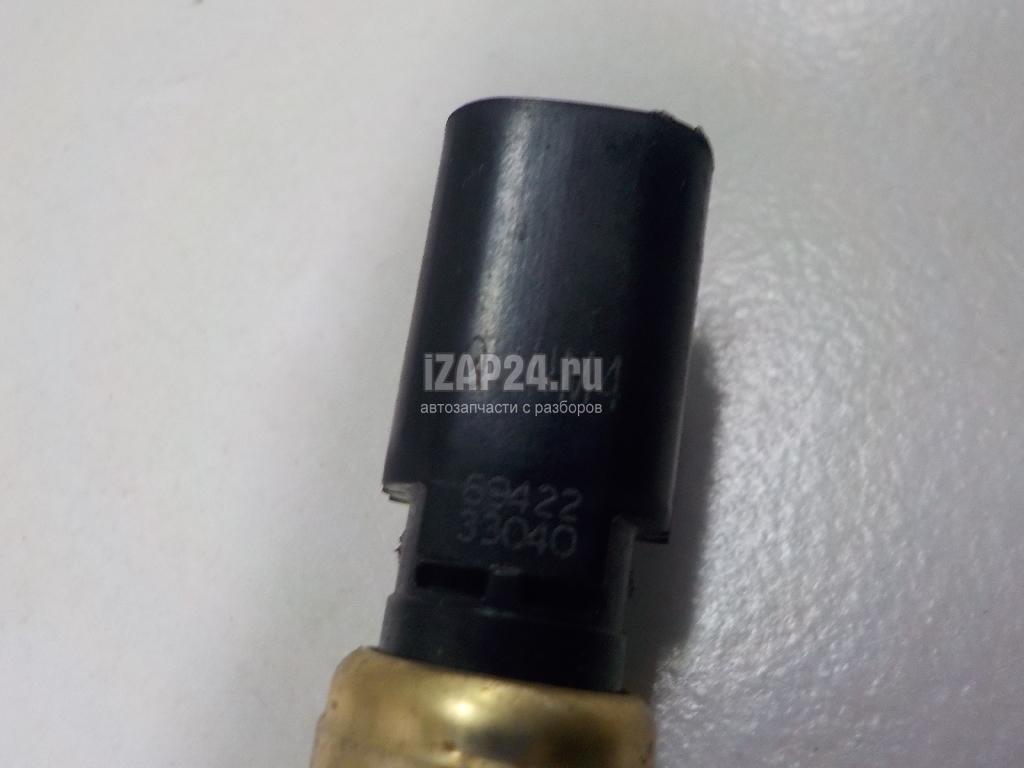 iZAP24.ru
автозапчасти с разборов
69422
33040